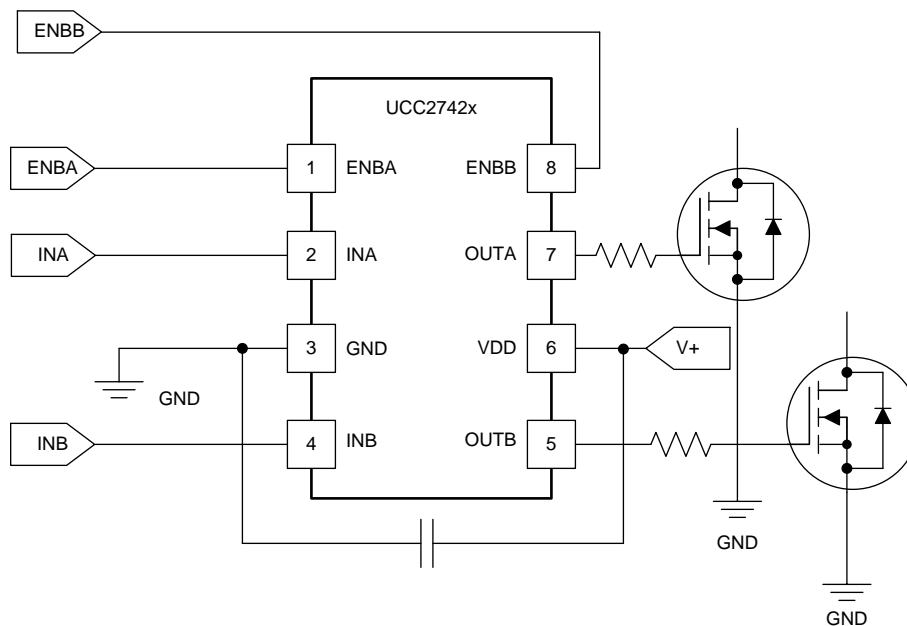 ENBB
UCC2742x
ENBA
1
ENBA
ENBB
8
INA
2
INA
OUTA
7
3
GND
VDD
6
V+
GND
INB
4
INB
OUTB
5
GND
GND